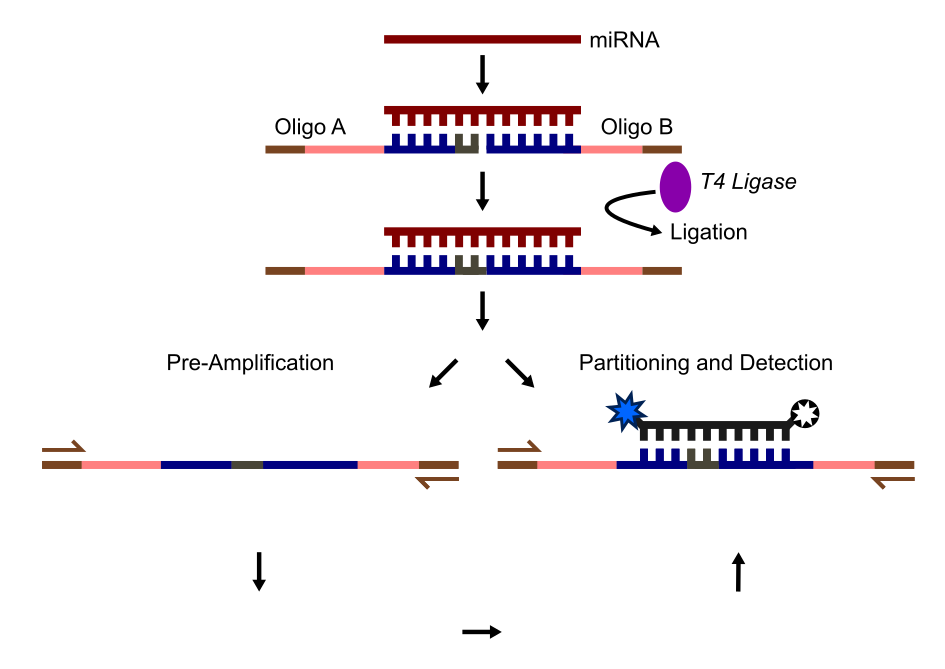 miRNA
Oligo A
Oligo B
T4 Ligase
Ligation
Pre-Amplification
Partitioning and Detection